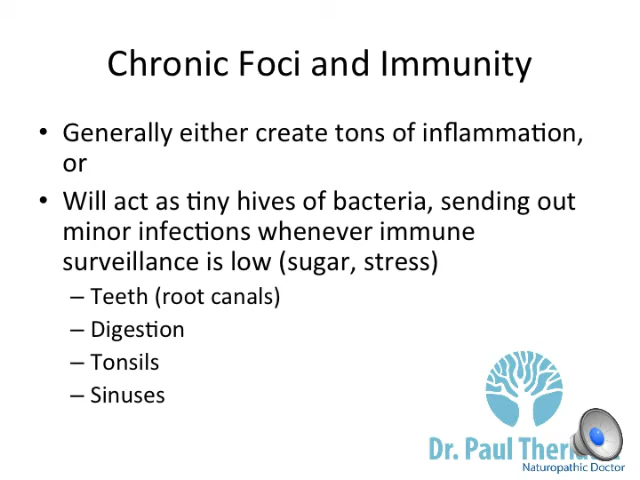 Chronic Foci and Immunity
• Generally either create tons of inflammation,
or
• Will act as tiny hives of bacteria, sending out
minor infections whenever immune
surveillance is low (sugar, stress)
– Teeth (root canals)
– Digestion
– Tonsils
– Sinuses
Dr. Paul
Naturopathic Doctor